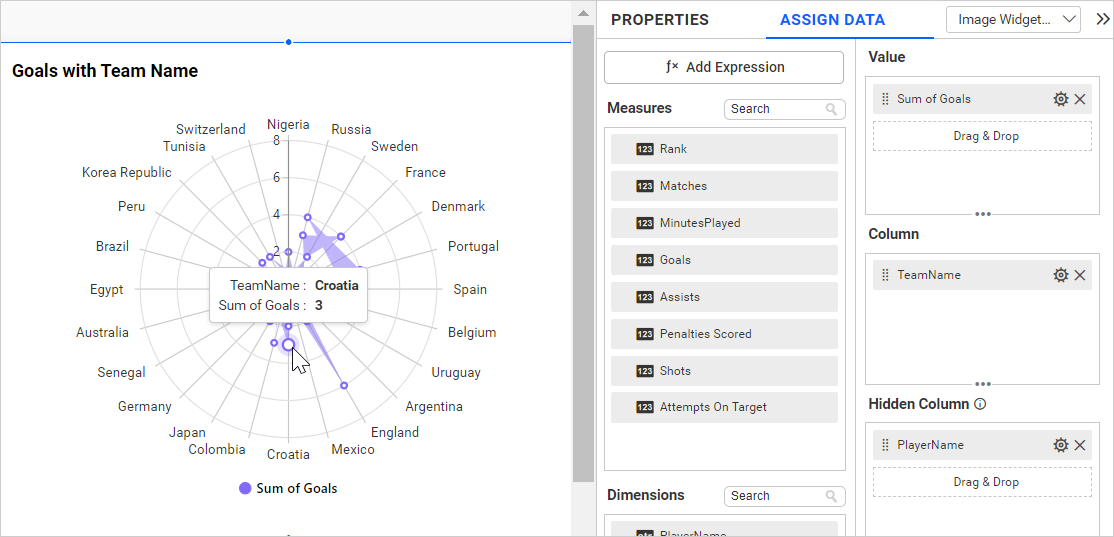 PROPERTIES
ASSIGN DATA
Image Widget...
Goals with Team Name
Nigeria
Russia
Sweden
France
Denmark
Portugal
Spain
Belgium
Uruguay
Argentina
England
Mexico
Croatia
Colombia
Japan
Germany
Senegal
Australia
Egypt
Brazil
Peru
Korea Republic
Tunisia
Switzerland
8
6
4
2
TeamName : Croatia
Sum of Goals : 3
Sum of Goals
ƒx Add Expression
Measures
Search
123 Rank
123 Matches
123 MinutesPlayed
123 Goals
123 Assists
123 Penalties Scored
123 Shots
123 Attempts On Target
Dimensions
Search
PlayerName
Value
Sum of Goals
Drag & Drop
Column
TeamName
Hidden Column
PlayerName
Drag & Drop